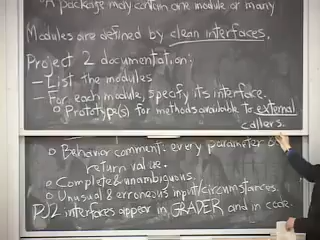 A package may contain one module or many
Modules are defined by clean interfaces.
Project 2 documentation:
– List the modules
– For each module, specify its interface.
o Prototype(s) for methods available to external
callers.
o Behavior comment: every parameter &
return value.
o Complete & unambiguous.
o Unusual & erroneous input/circumstances.
PJ2 interfaces appear in GRADER and in code.